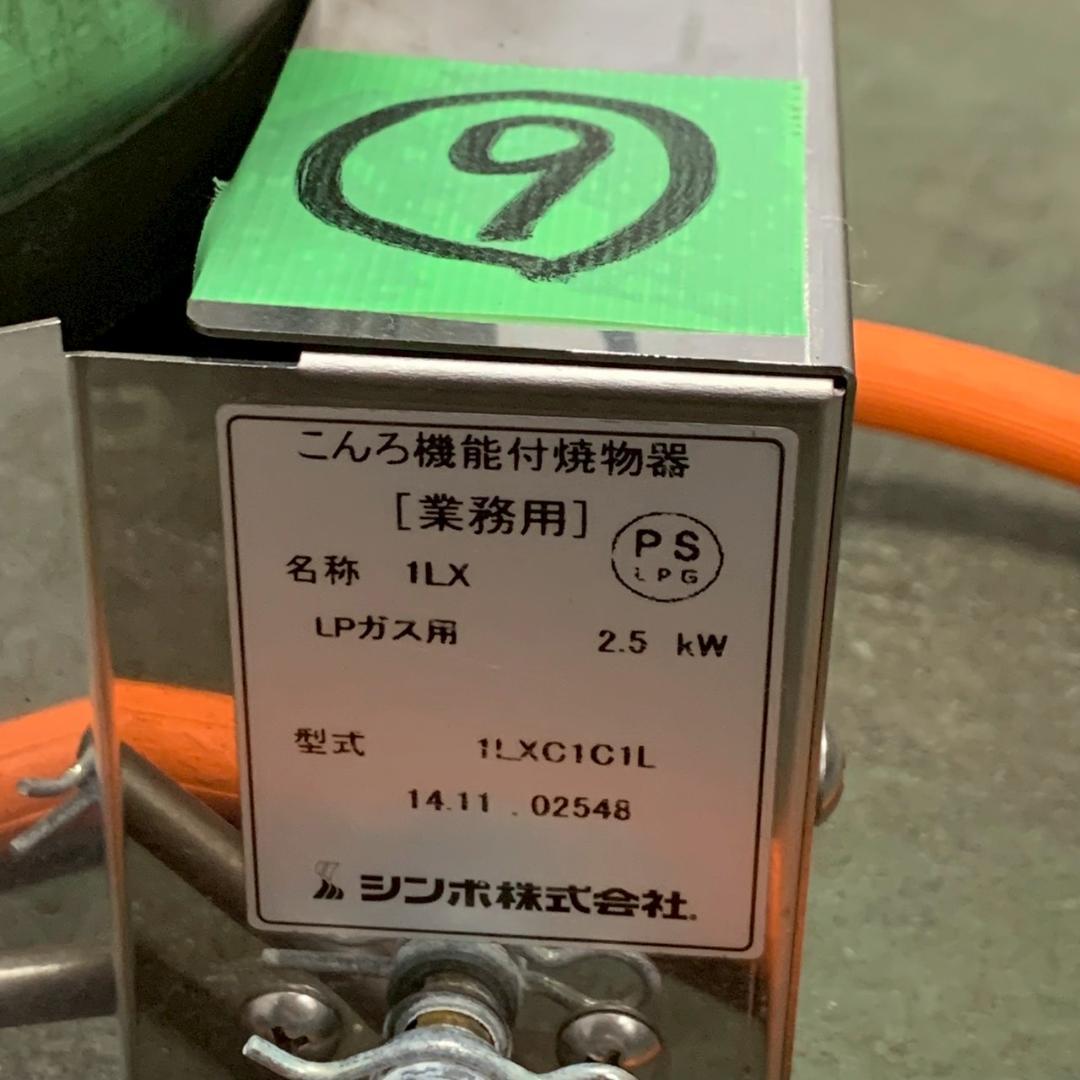 9
こんろ機能付焼物器
[業務用]
PS
LPG
名称 1LX
LPガス用 2.5 kW
型式 1LXC1C1L
14.11 . 02548
シンポ株式会社.